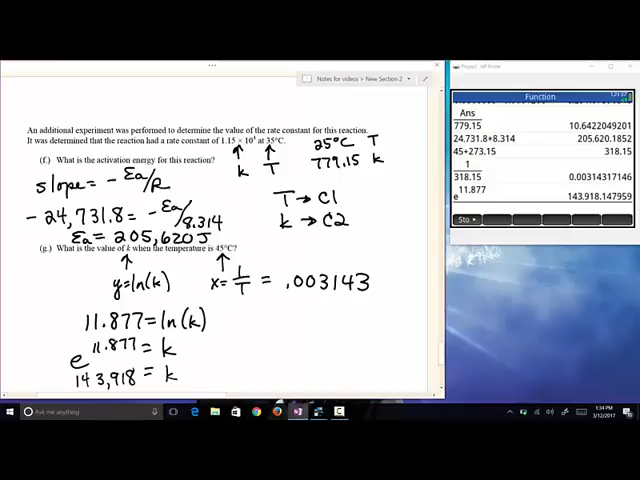 Notes for videos > New Section 2
An additional experiment was performed to determine the value of the rate constant for this reaction.
It was determined that the reaction had a rate constant of 1.15 × 10⁴ at 35°C.
25°C T
779.15 k
k T
(f.) What is the activation energy for this reaction?
slope = - Ea/R
T → C1
- 24,731.8 = - Ea/8.314
k → C2
Ea = 205,620 J
(g.) What is the value of k when the temperature is 45°C?
y = ln(k) x = 1/T = .003143
11.877 = ln(k)
e^11.877 = k
143,918 = k
Function
Ans
779.15 10.6422049201
24,731.8*8.314 205,620.1852
45+273.15 318.15
1
318.15 0.00314317146
e^11.877 143,918.147959
Sto ▸
Ask me anything
1:34 PM
3/12/2017